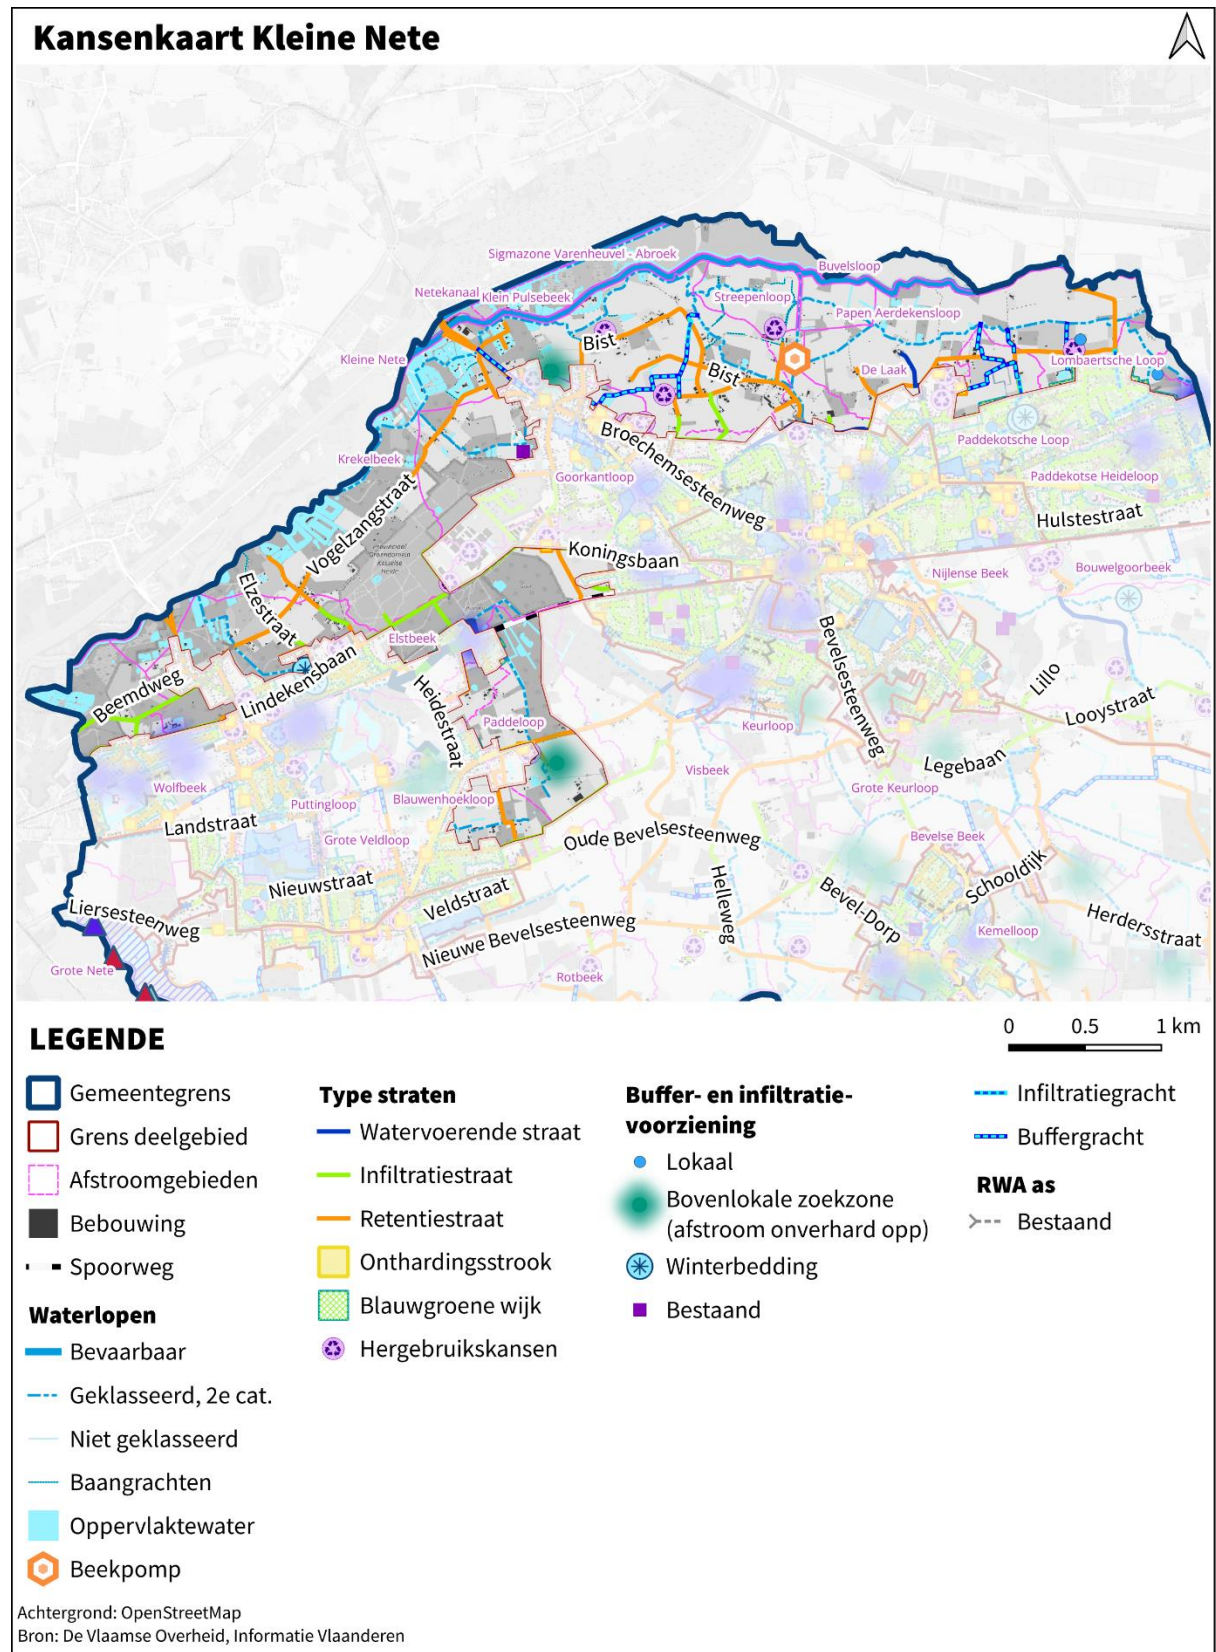 Kansenkaart Kleine Nete
Sigmazone Varenheuvel - Abroek
Buvelsloop
Netekanaal
Klein Pulsebeek
Streepenloop
Papen Aerdekensloop
Kleine Nete
Bist
De Laak
Lombaertsche Loop
Bist
Krekelbeek
Broechemsesteenweg
Paddekotsche Loop
Goorkantloop
Paddekotse Heideloop
Vogelzangstraat
Hulstestraat
Provinciaal
Groendomein
Kesselse
Heide
Koningsbaan
Nijlense Beek
Bouwelgoorbeek
Elzestraat
Elstbeek
Bevelsesteenweg
Lindekensbaan
Lillo
Beemdweg
Heidestraat
Looystraat
Paddeloop
Keurloop
Legebaan
Visbeek
Wolfbeek
Puttingloop
Blauwenhoekloop
Grote Keurloop
Landstraat
Grote Veldloop
Oude Bevelsesteenweg
Bevelse Beek
Nieuwstraat
Schooldijk
Veldstraat
Helleweg
Bevel-Dorp
Liersesteenweg
Nieuwe Bevelsesteenweg
Herdersstraat
Kemelloop
Grote Nete
Rotbeek
LEGENDE
0 0.5 1 km
Gemeentegrens
Grens deelgebied
Afstroomgebieden
Bebouwing
Spoorweg
Waterlopen
Bevaarbaar
Geklasseerd, 2e cat.
Niet geklasseerd
Baangrachten
Oppervlaktewater
Beekpomp
Type straten
Watervoerende straat
Infiltratiestraat
Retentiestraat
Onthardingsstrook
Blauwgroene wijk
Hergebruikskansen
Buffer- en infiltratie-
voorziening
Lokaal
Bovenlokale zoekzone
(afstroom onverhard opp)
Winterbedding
Bestaand
Infiltratiegracht
Buffergracht
RWA as
Bestaand
Achtergrond: OpenStreetMap
Bron: De Vlaamse Overheid, Informatie Vlaanderen